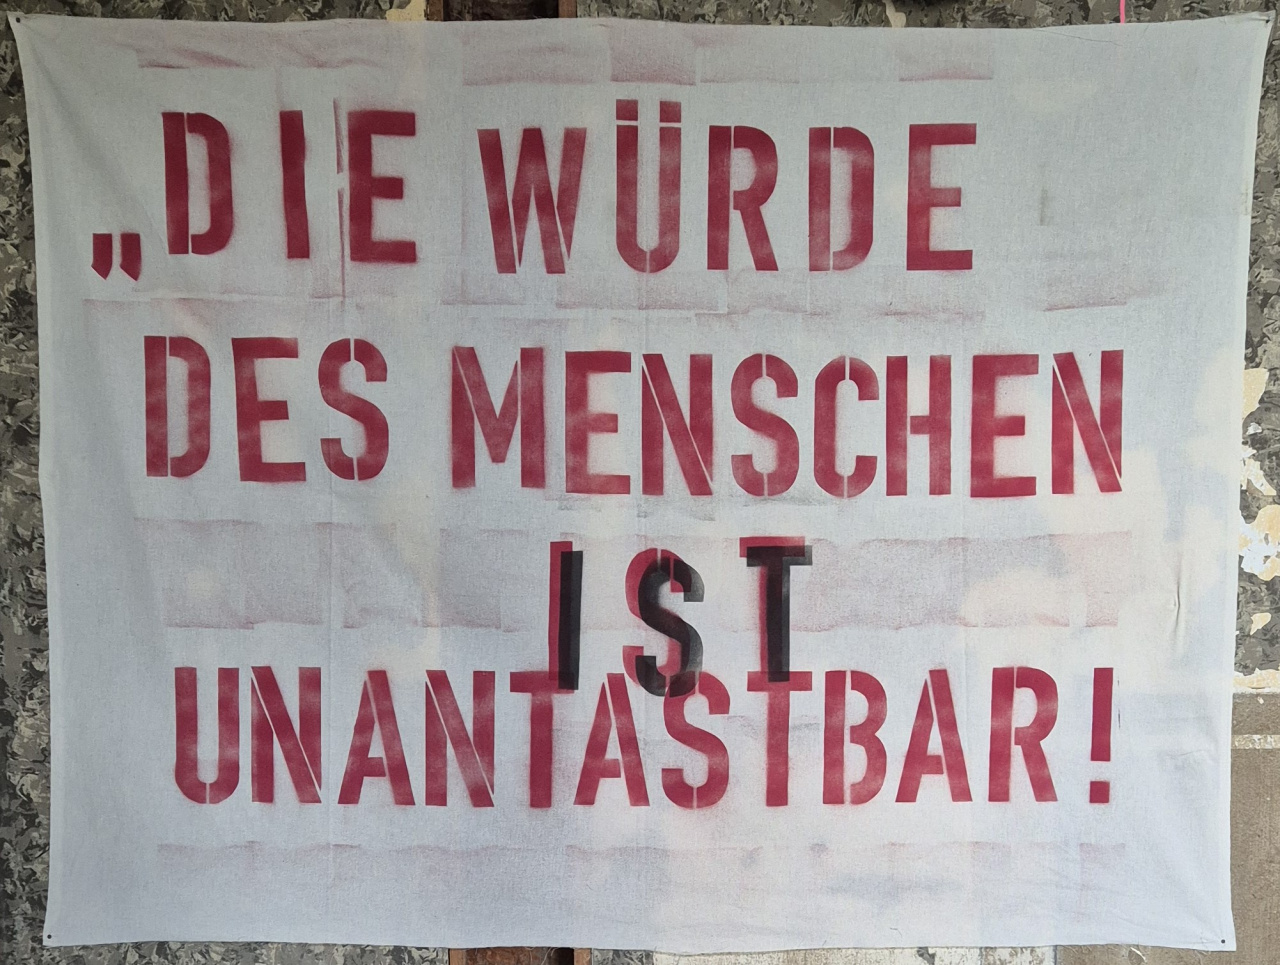 „DIE WÜRDE
DES MENSCHEN
IST
UNANTASTBAR!